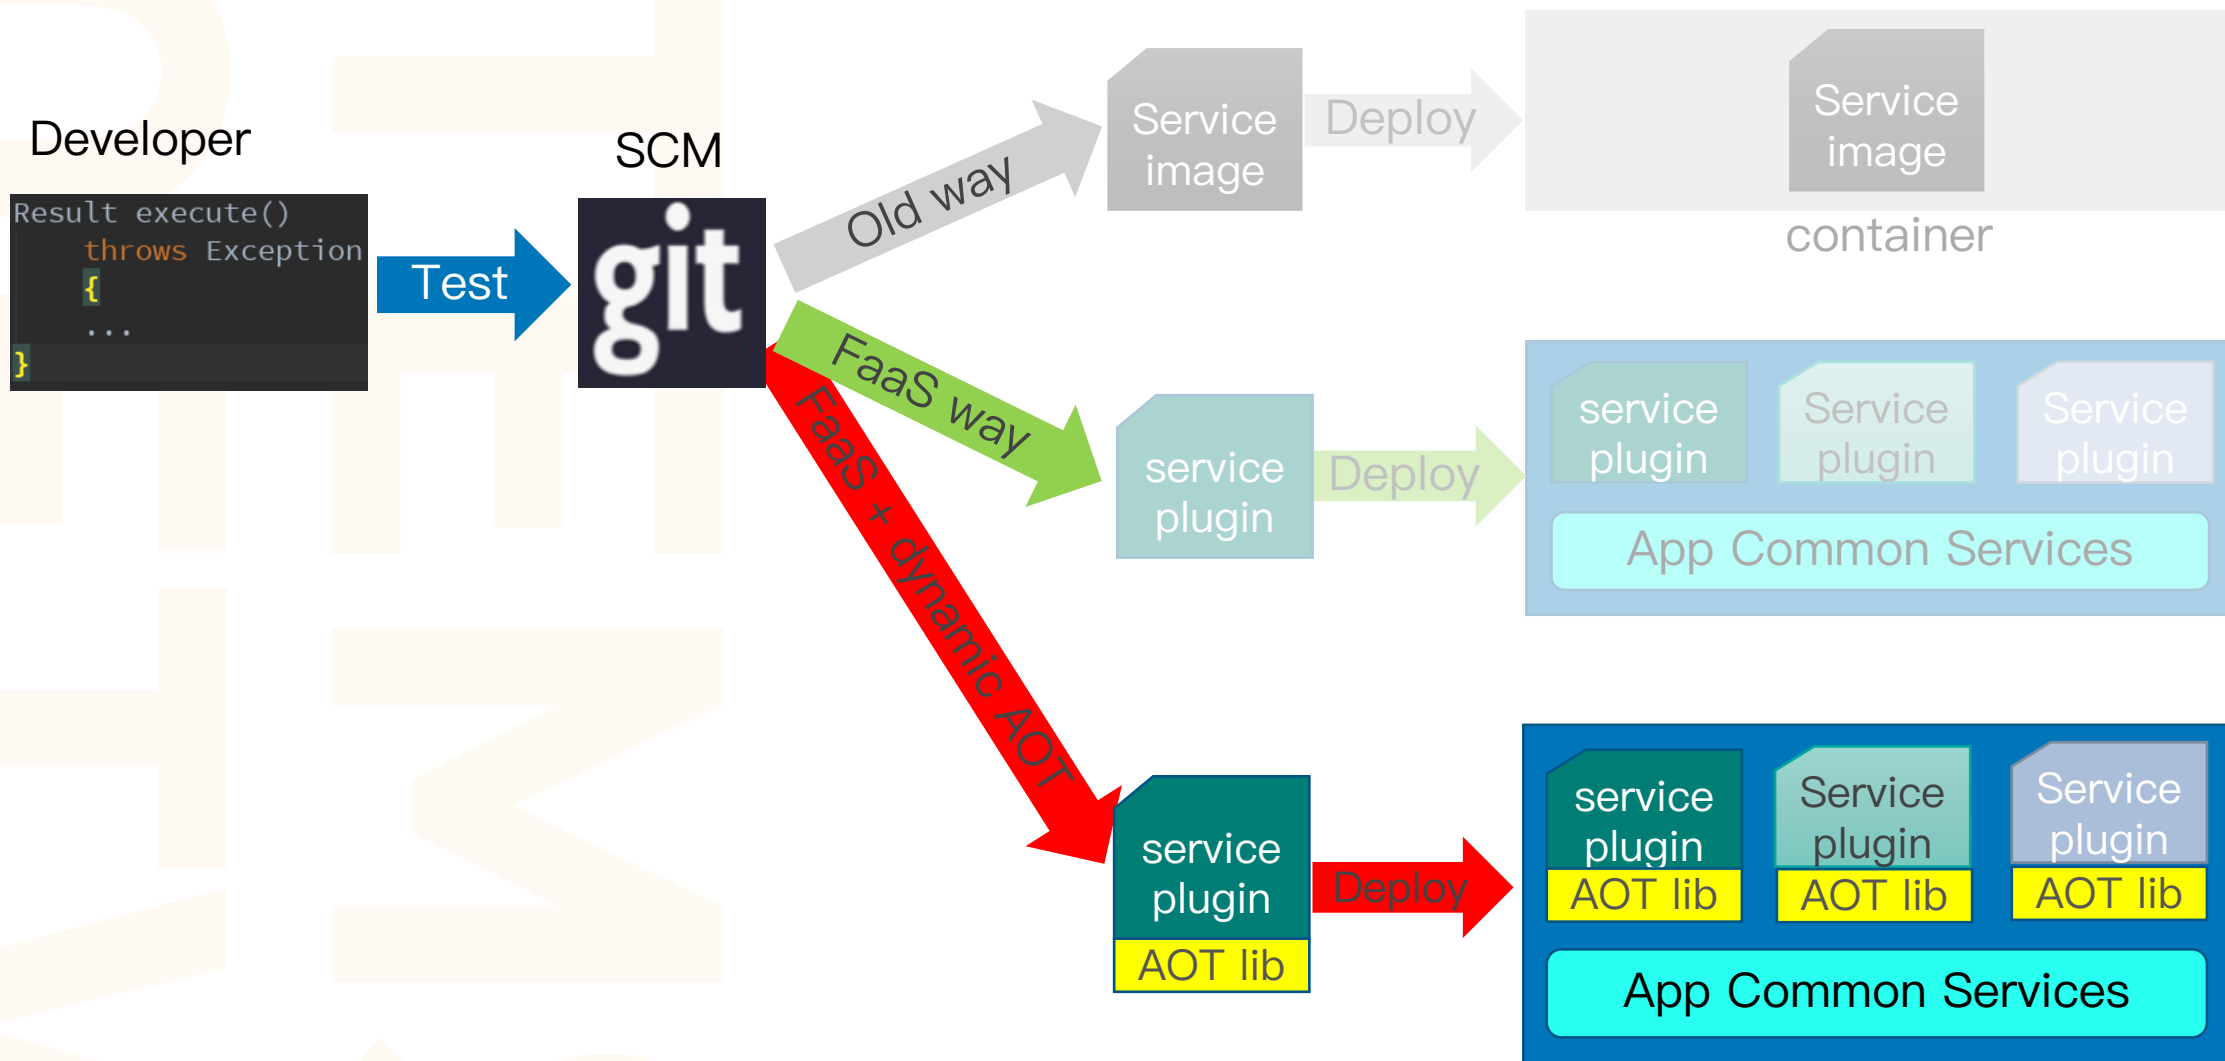 Developer
Result execute()
throws Exception
{
...
}
Test
SCM
git
Old way
Service
image
Deploy
Service
image
container
FaaS way
service
plugin
Deploy
service
plugin
Service
plugin
Service
plugin
App Common Services
FaaS + dynamic AOT
service
plugin
AOT lib
Deploy
service
plugin
AOT lib
Service
plugin
AOT lib
Service
plugin
AOT lib
App Common Services